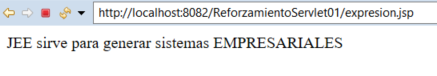 http://localhost:8082/ReforzamientoServlet01/expresion.jsp
JEE sirve para generar sistemas EMPRESARIALES